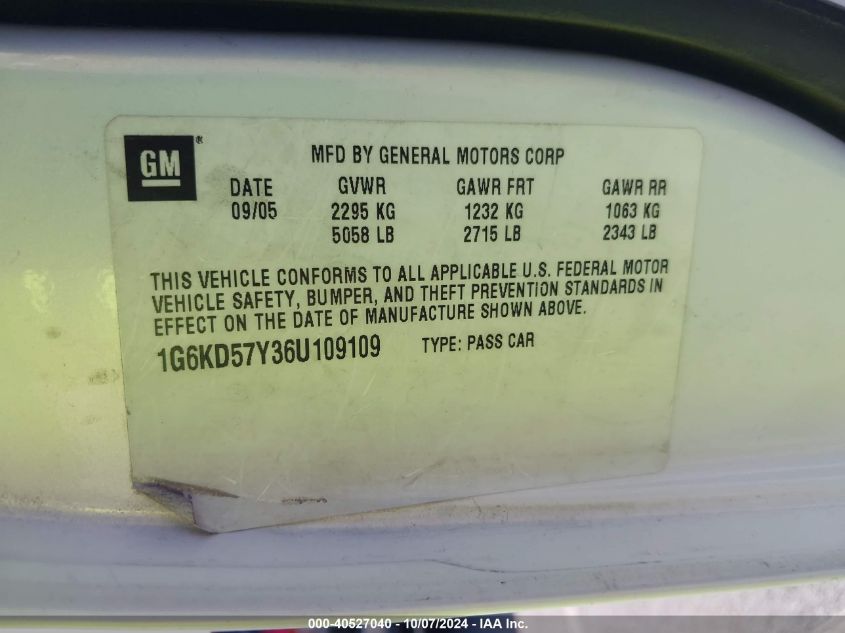 GM®
MFD BY GENERAL MOTORS CORP
DATE GVWR GAWR FRT GAWR RR
09/05 2295 KG 1232 KG 1063 KG
5058 LB 2715 LB 2343 LB
THIS VEHICLE CONFORMS TO ALL APPLICABLE U.S. FEDERAL MOTOR
VEHICLE SAFETY, BUMPER, AND THEFT PREVENTION STANDARDS IN
EFFECT ON THE DATE OF MANUFACTURE SHOWN ABOVE.
1G6KD57Y36U109109 TYPE: PASS CAR
000-40527040 - 10/07/2024 - IAA Inc.